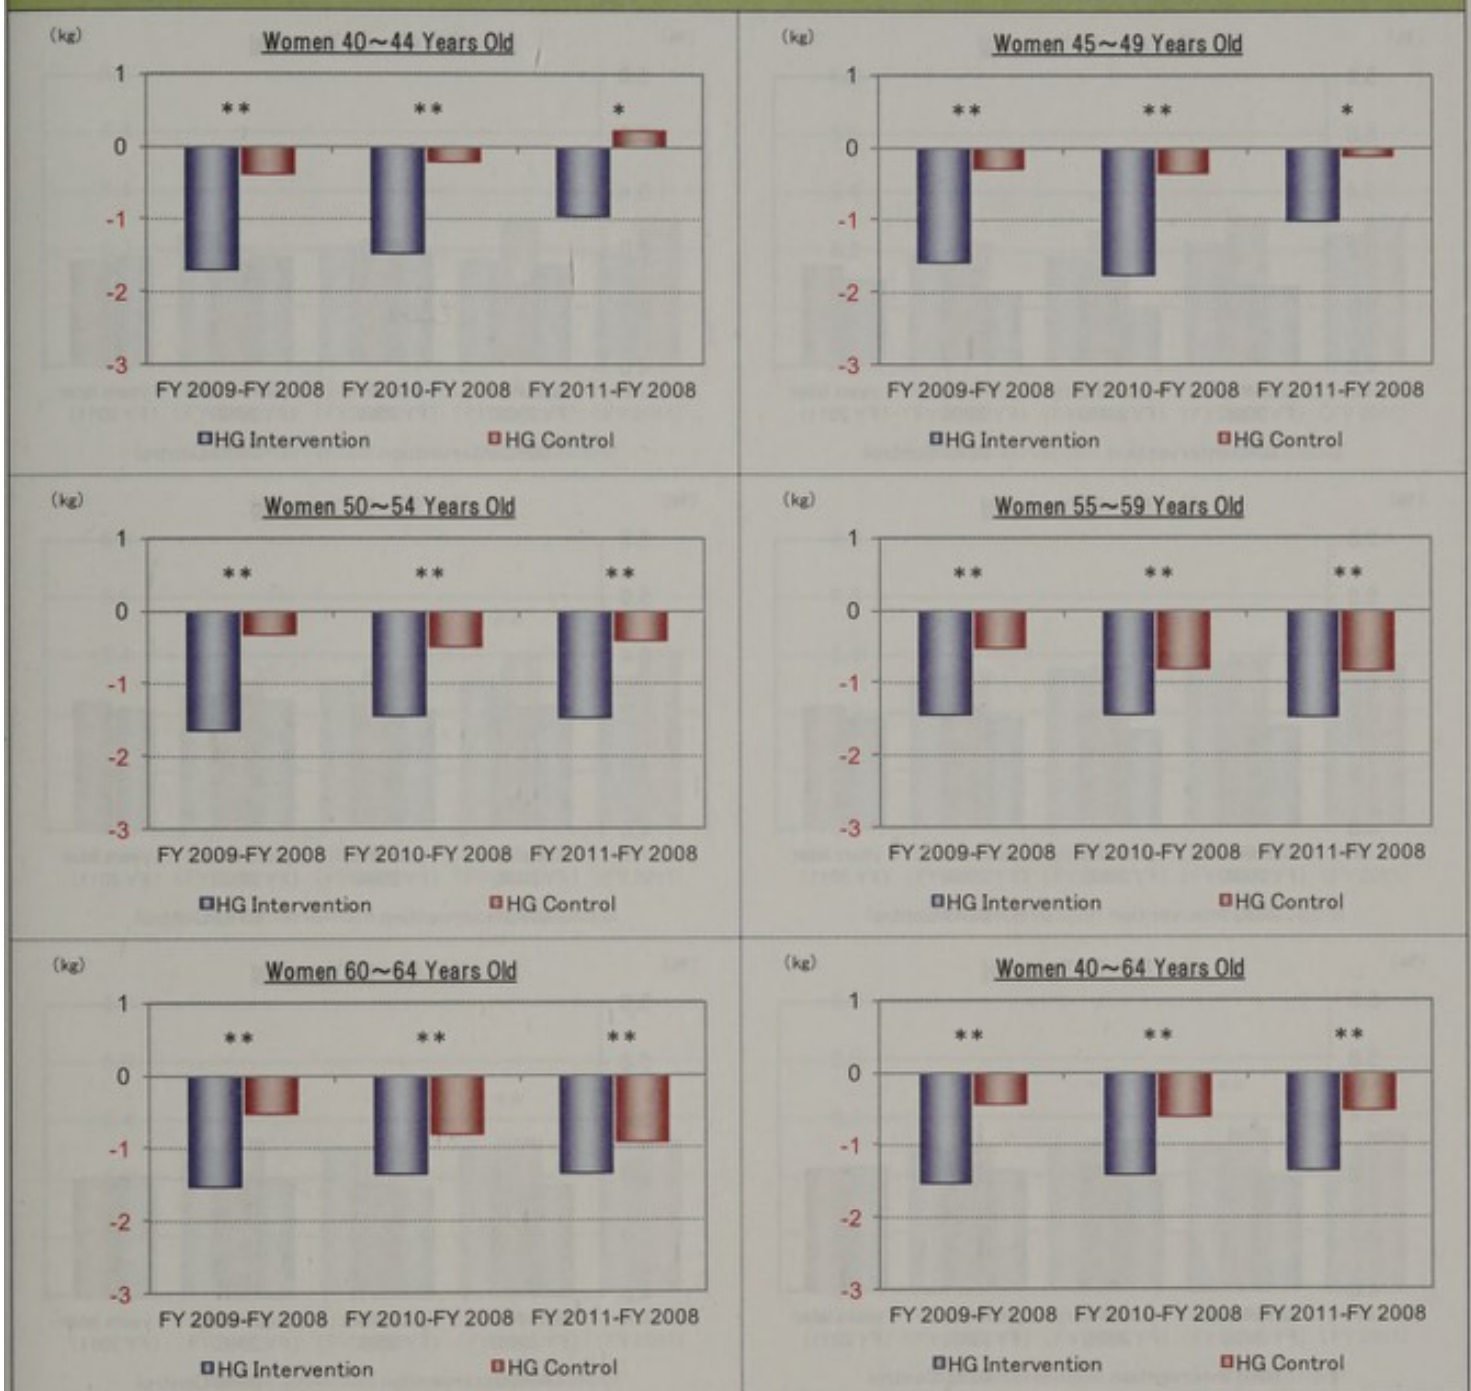 (kg)
Women 40～44 Years Old
1
**
**
*
0
-1
-2
-3
FY 2009-FY 2008 FY 2010-FY 2008 FY 2011-FY 2008
HG Intervention HG Control
(kg)
Women 45～49 Years Old
1
**
**
*
0
-1
-2
-3
FY 2009-FY 2008 FY 2010-FY 2008 FY 2011-FY 2008
HG Intervention HG Control
(kg)
Women 50～54 Years Old
1
**
**
**
0
-1
-2
-3
FY 2009-FY 2008 FY 2010-FY 2008 FY 2011-FY 2008
HG Intervention HG Control
(kg)
Women 55～59 Years Old
1
**
**
**
0
-1
-2
-3
FY 2009-FY 2008 FY 2010-FY 2008 FY 2011-FY 2008
HG Intervention HG Control
(kg)
Women 60～64 Years Old
1
**
**
**
0
-1
-2
-3
FY 2009-FY 2008 FY 2010-FY 2008 FY 2011-FY 2008
HG Intervention HG Control
(kg)
Women 40～64 Years Old
1
**
**
**
0
-1
-2
-3
FY 2009-FY 2008 FY 2010-FY 2008 FY 2011-FY 2008
HG Intervention HG Control